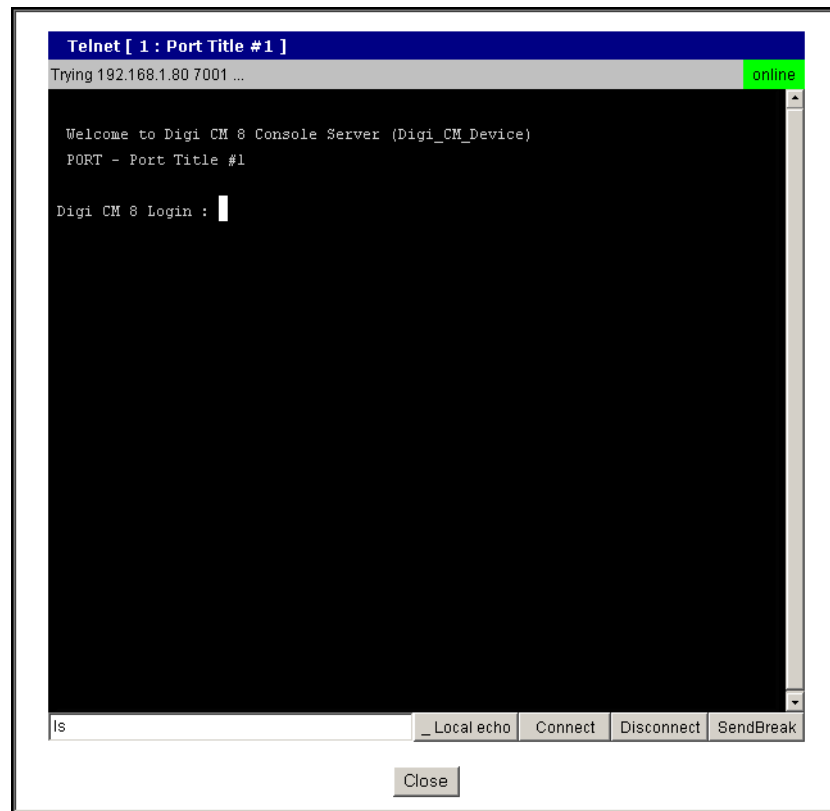 Telnet [ 1 : Port Title #1 ]
Trying 192.168.1.80 7001 ...
online
Welcome to Digi CM 8 Console Server (Digi_CM_Device)
PORT - Port Title #1
Digi CM 8 Login :
ls
_ Local echo
Connect
Disconnect
SendBreak
Close